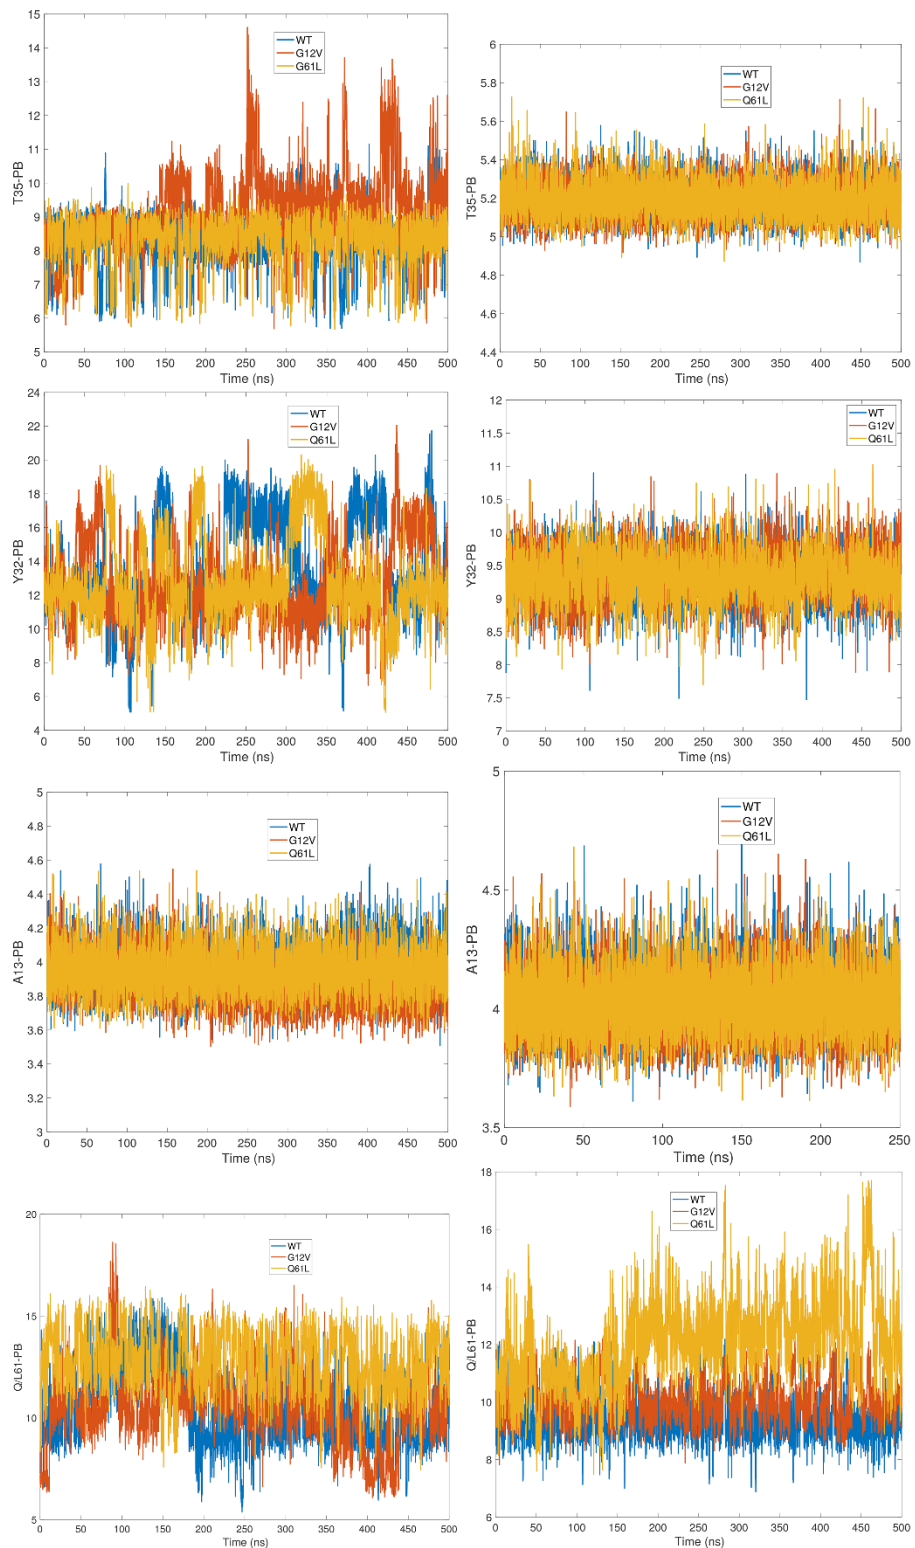 15
14
13
12
11
10
9
8
7
6
5
T35-PB
WT
G12V
G61L
0 50 100 150 200 250 300 350 400 450 500
Time (ns)
6
5.8
5.6
5.4
5.2
5
4.8
4.6
4.4
T35-PB
WT
G12V
Q61L
0 50 100 150 200 250 300 350 400 450 500
Time (ns)
24
22
20
18
16
14
12
10
8
6
4
Y32-PB
WT
G12V
Q61L
0 50 100 150 200 250 300 350 400 450 500
Time (ns)
12
11.5
11
10.5
10
9.5
9
8.5
8
7.5
7
Y32-PB
WT
G12V
Q61L
0 50 100 150 200 250 300 350 400 450 500
Time (ns)
5
4.8
4.6
4.4
4.2
4
3.8
3.6
3.4
3.2
3
A13-PB
WT
G12V
Q61L
0 50 100 150 200 250 300 350 400 450 500
Time (ns)
5
4.5
4
3.5
A13-PB
WT
G12V
Q61L
0 50 100 150 200 250
Time (ns)
20
15
10
5
Q/L61-PB
WT
G12V
Q61L
0 50 100 150 200 250 300 350 400 450 500
Time (ns)
18
16
14
12
10
8
6
Q/L61-PB
WT
G12V
Q61L
0 50 100 150 200 250 300 350 400 450 500
Time (ns)